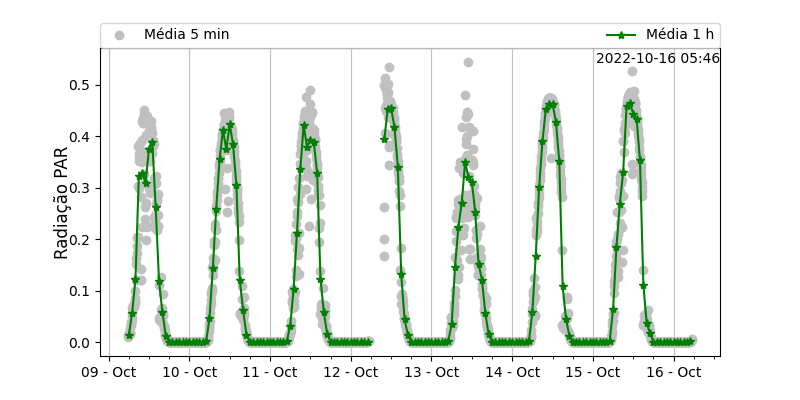 Média 5 min
Média 1 h
2022-10-16 05:46
Radiação PAR
0.5
0.4
0.3
0.2
0.1
0.0
09 - Oct
10 - Oct
11 - Oct
12 - Oct
13 - Oct
14 - Oct
15 - Oct
16 - Oct